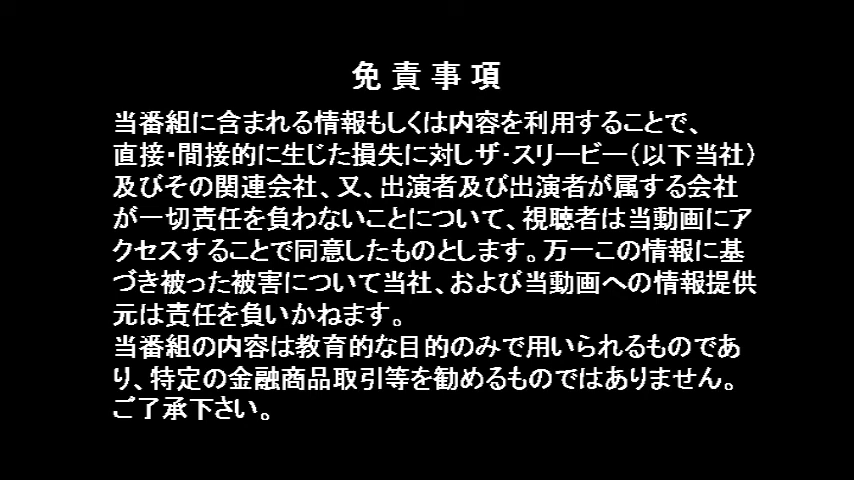 免責事項
当番組に含まれる情報もしくは内容を利用することで、
直接・間接的に生じた損失に対しザ・スリービー（以下当社）
及びその関連会社、又、出演者及び出演者が属する会社
が一切責任を負わないことについて、視聴者は当動画にア
クセスすることで同意したものとします。万一この情報に基
づき被った被害について当社、および当動画への情報提供
元は責任を負いかねます。
当番組の内容は教育的な目的のみで用いられるものであ
り、特定の金融商品取引等を勧めるものではありません。
ご了承下さい。